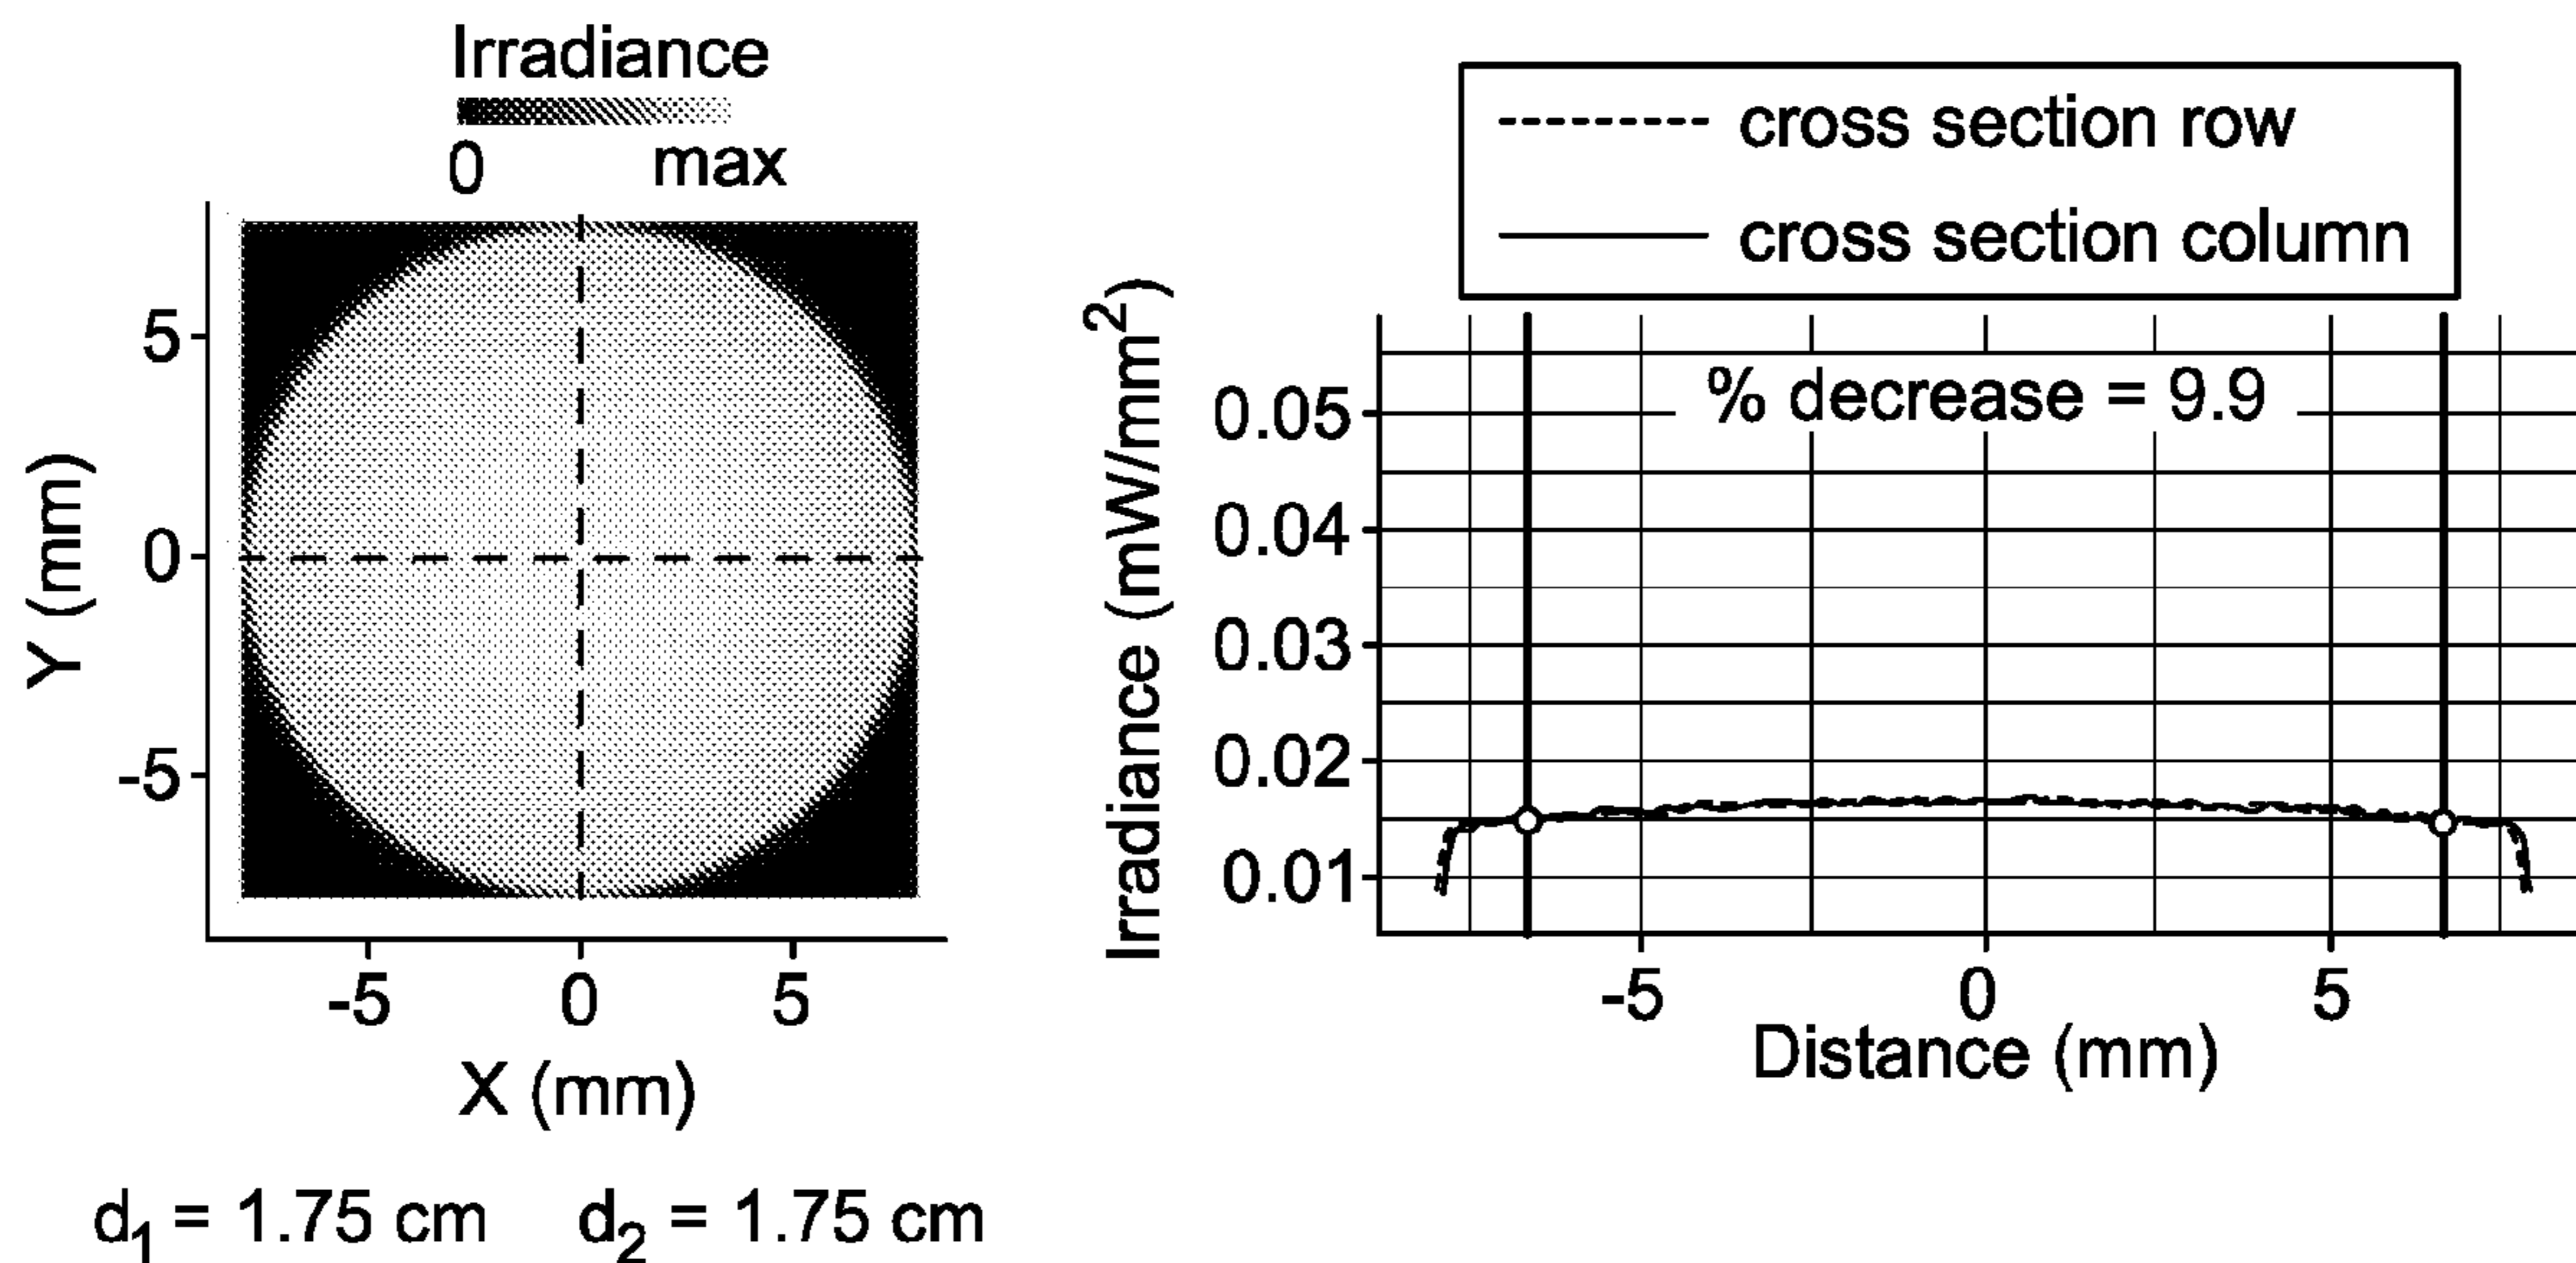 Irradiance
0 max
5
0
-5
Y (mm)
-5 0 5
X (mm)
d₁ = 1.75 cm d₂ = 1.75 cm
cross section row
cross section column
% decrease = 9.9
Irradiance (mW/mm²)
0.05
0.04
0.03
0.02
0.01
-5 0 5
Distance (mm)